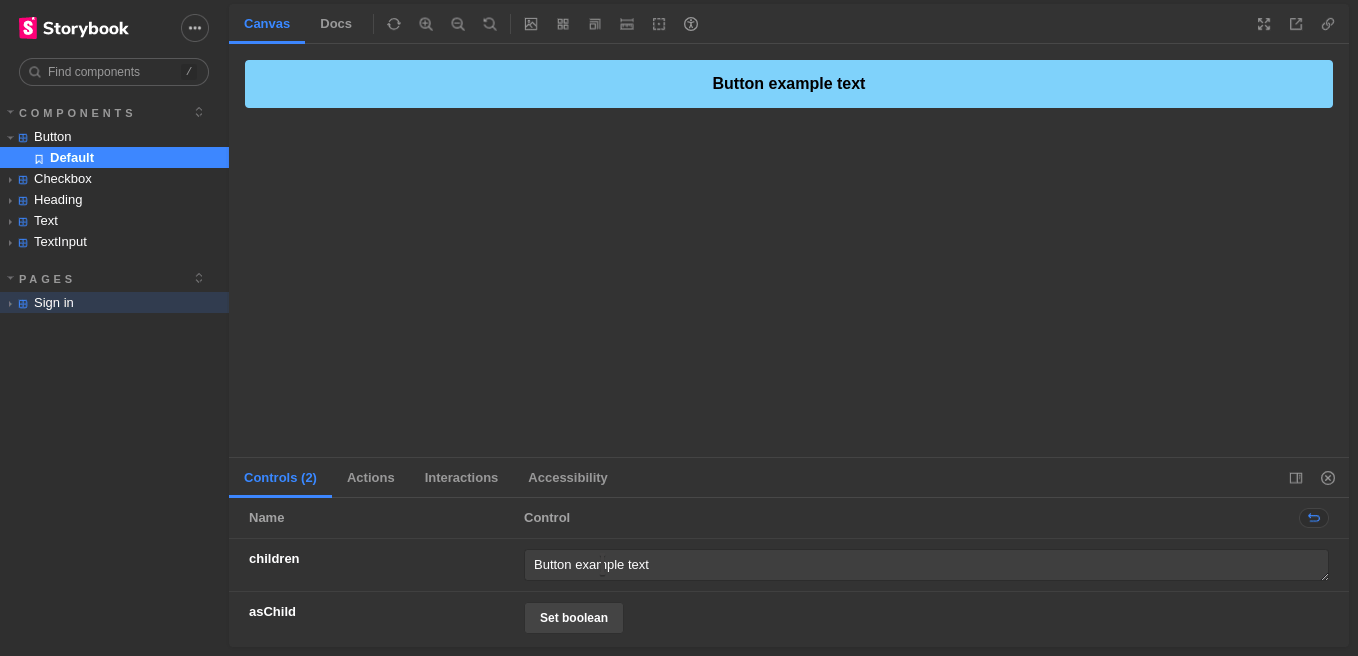 Storybook
Find components /
COMPONENTS
Button
Default
Checkbox
Heading
Text
TextInput
PAGES
Sign in
Canvas Docs
Button example text
Controls (2) Actions Interactions Accessibility
Name Control
children Button example text
asChild Set boolean